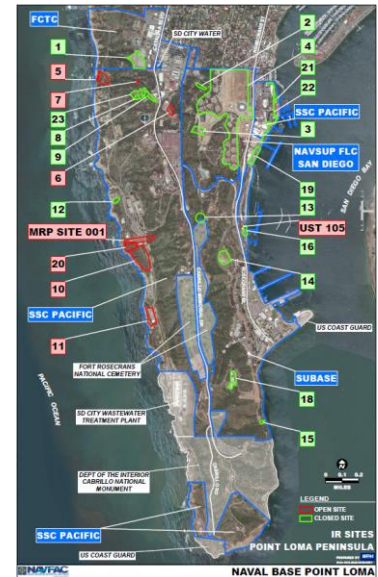 FCTC
1
5
7
23
8
9
6
12
MRP SITE 001
20
10
SSC PACIFIC
11
FORT ROSECRANS
NATIONAL CEMETERY
SD CITY WASTEWATER
TREATMENT PLANT
DEPT OF THE INTERIOR
CABRILLO NATIONAL
MONUMENT
SSC PACIFIC
US COAST GUARD
PACIFIC
OCEAN
SD CITY WATER
2
4
21
22
SSC PACIFIC
3
NAVSUP FLC
SAN DIEGO
19
13
UST 105
16
14
SAN DIEGO BAY
US COAST GUARD
SUBASE
18
15
MILES
LEGEND
OPEN SITE
CLOSED SITE
IR SITES
POINT LOMA PENINSULA
NAVFAC
NAVAL BASE POINT LOMA